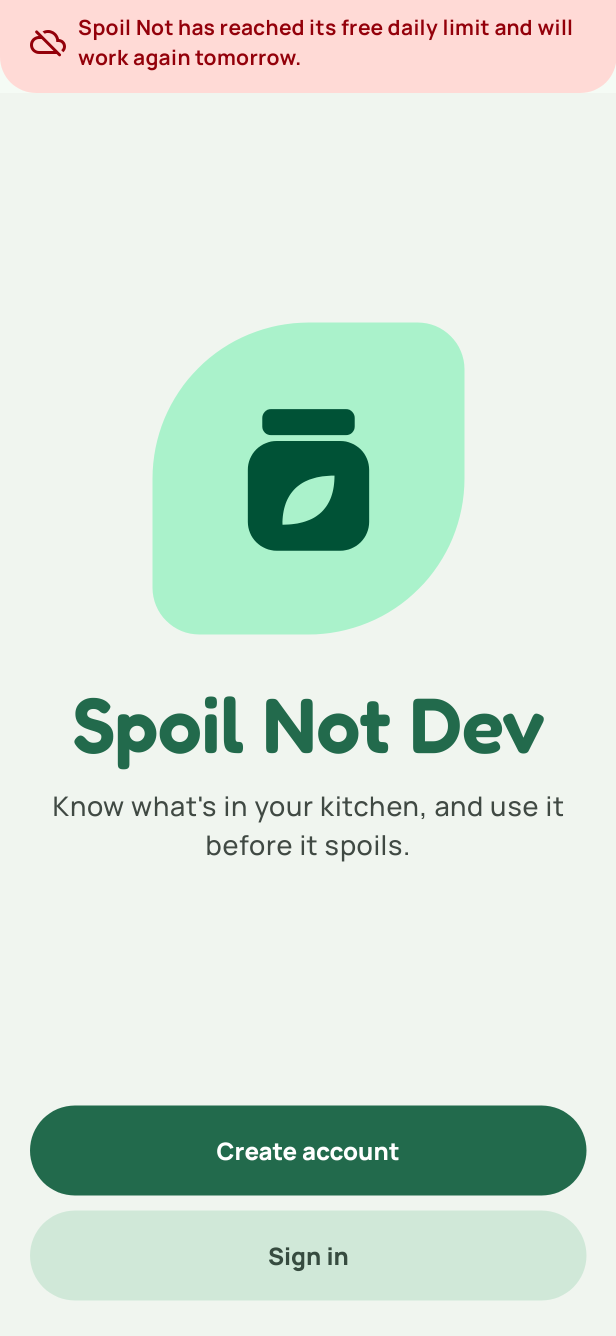 Spoil Not has reached its free daily limit and will
work again tomorrow.
Spoil Not Dev
Know what's in your kitchen, and use it
before it spoils.
Create account
Sign in